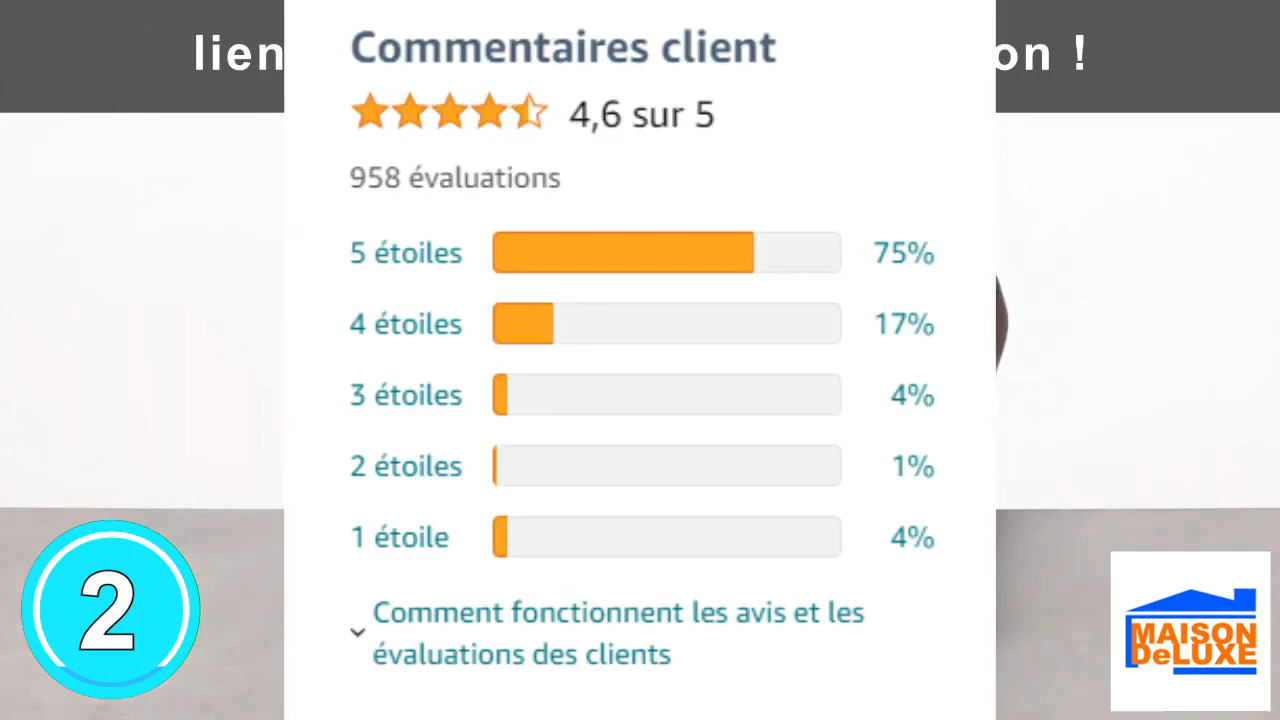 lien
on !
Commentaires client
4,6 sur 5
958 évaluations
5 étoiles 75%
4 étoiles 17%
3 étoiles 4%
2 étoiles 1%
1 étoile 4%
Comment fonctionnent les avis et les
évaluations des clients
2
MAISON
DeLUXE